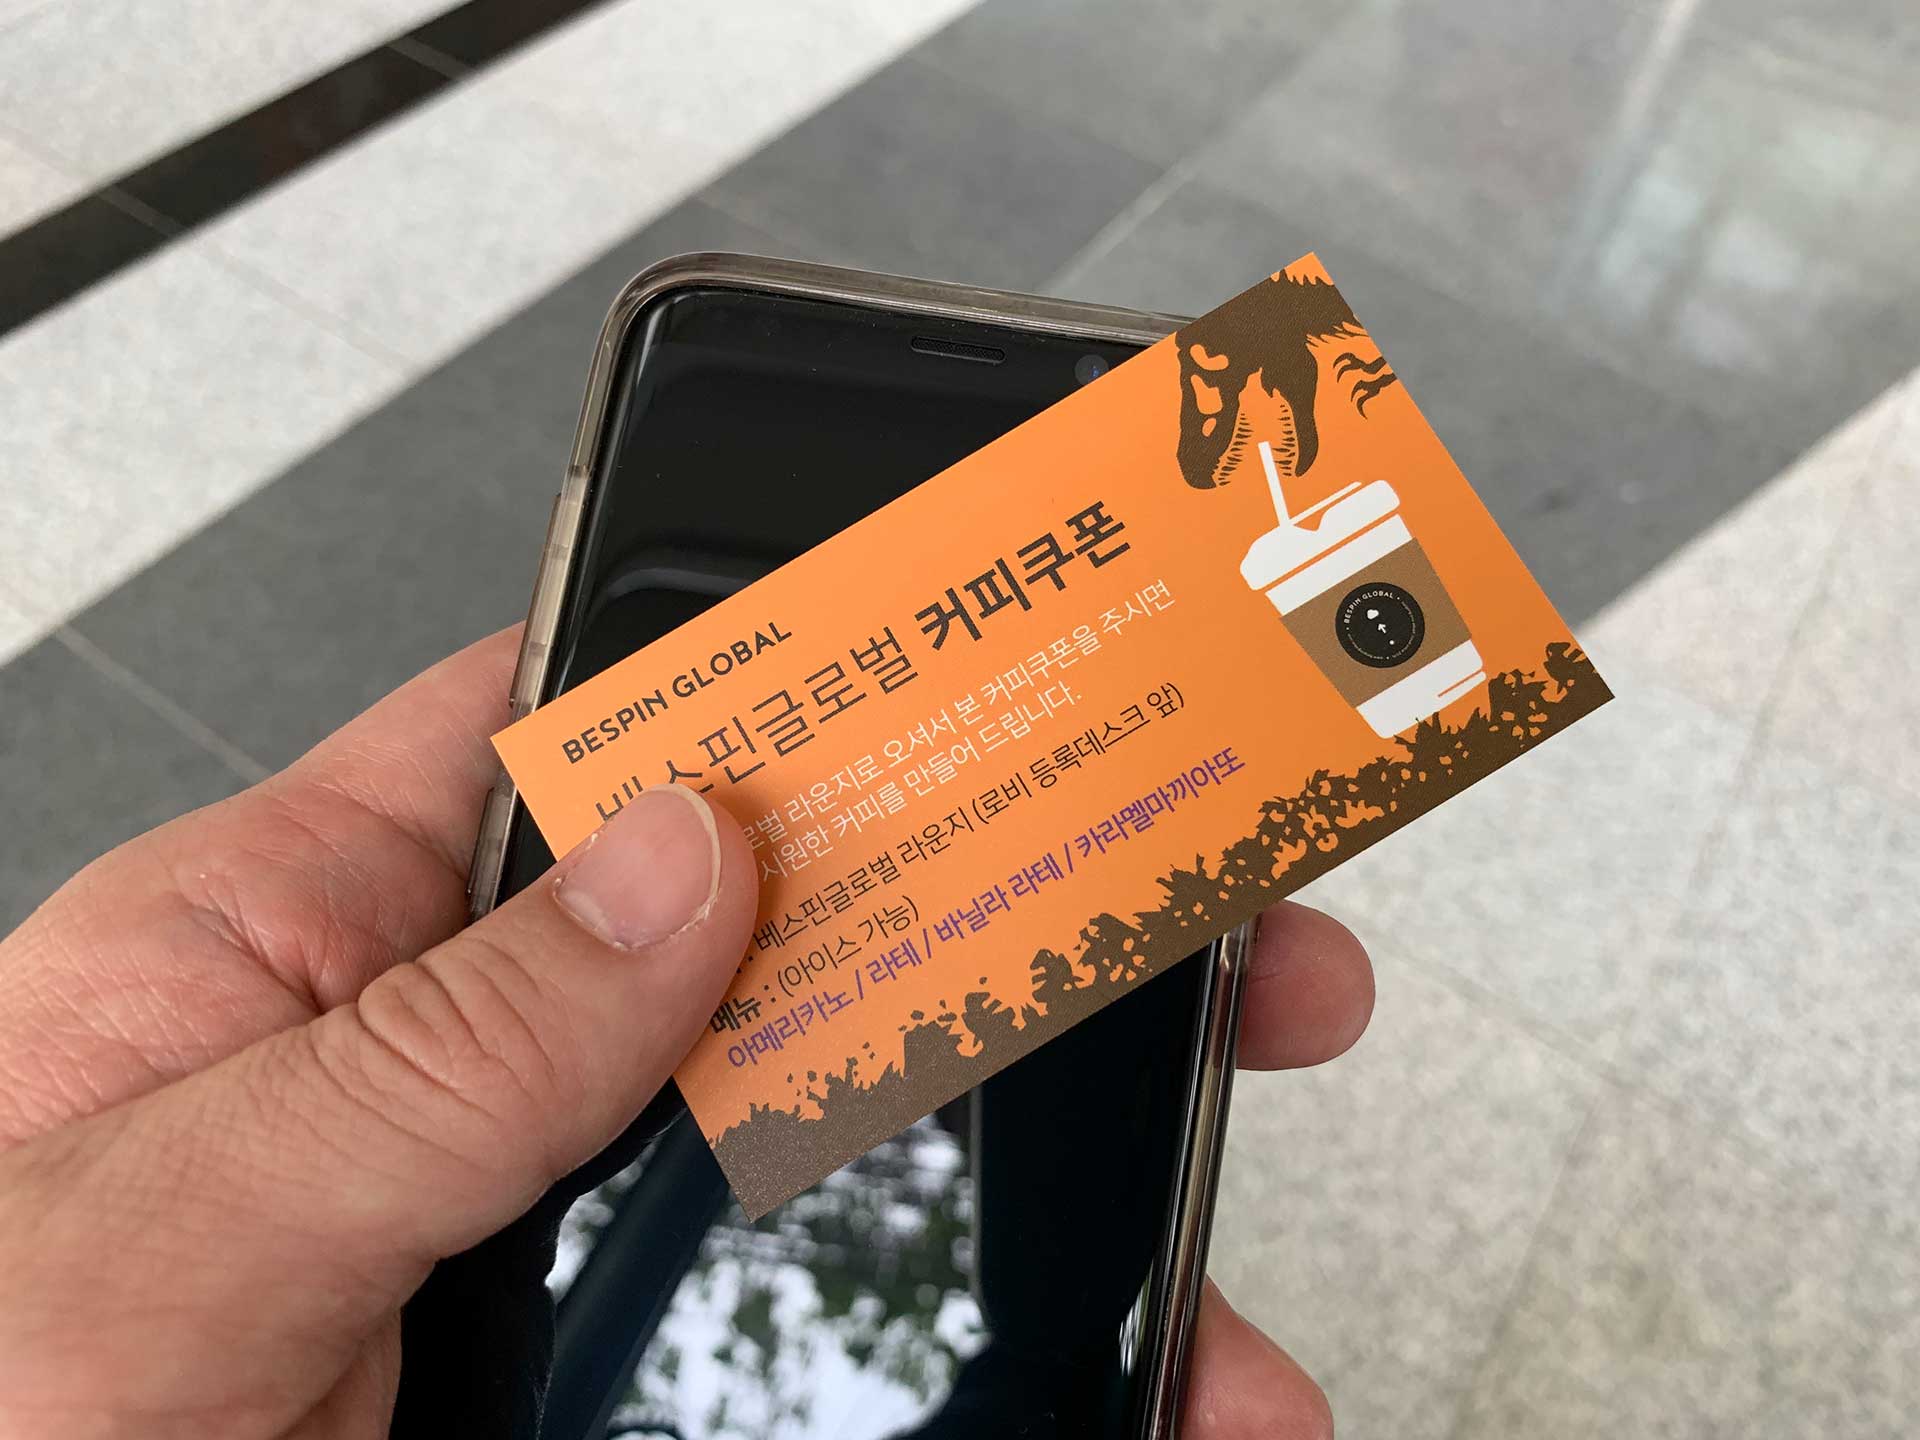 BESPIN GLOBAL
베스핀글로벌 커피쿠폰
라운지로 오셔서 본 커피쿠폰을 주시면
시원한 커피를 만들어 드립니다.
: 베스핀글로벌 라운지 (로비 등록데스크 앞)
메뉴 : (아이스 가능)
아메리카노 / 라떼 / 바닐라 라떼 / 카라멜마끼아또
BESPIN GLOBAL